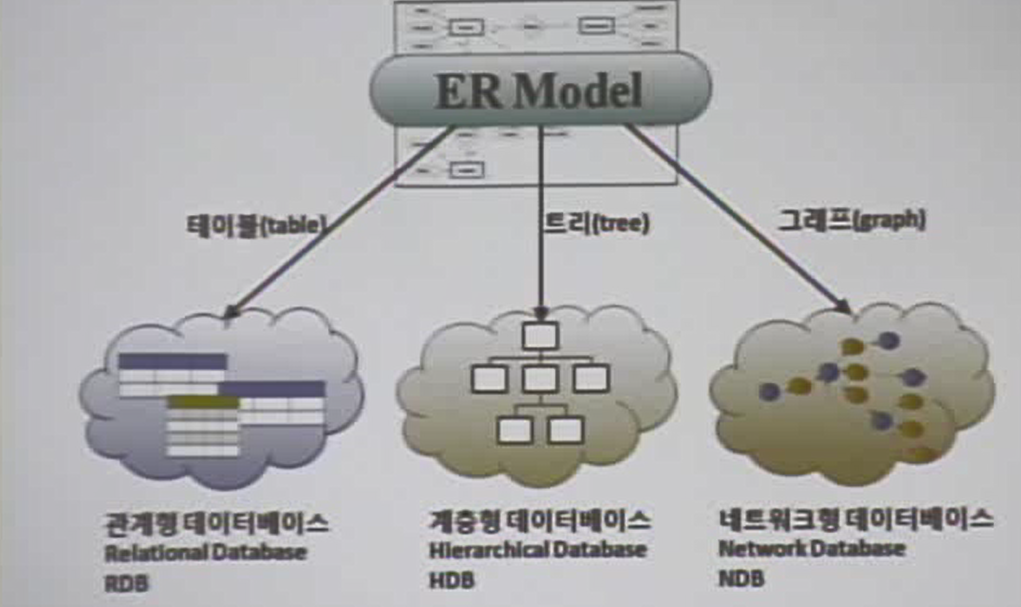 ER Model
테이블(table)
트리(tree)
그래프(graph)
관계형 데이터베이스
Relational Database
RDB
계층형 데이터베이스
Hierarchical Database
HDB
네트워크형 데이터베이스
Network Database
NDB